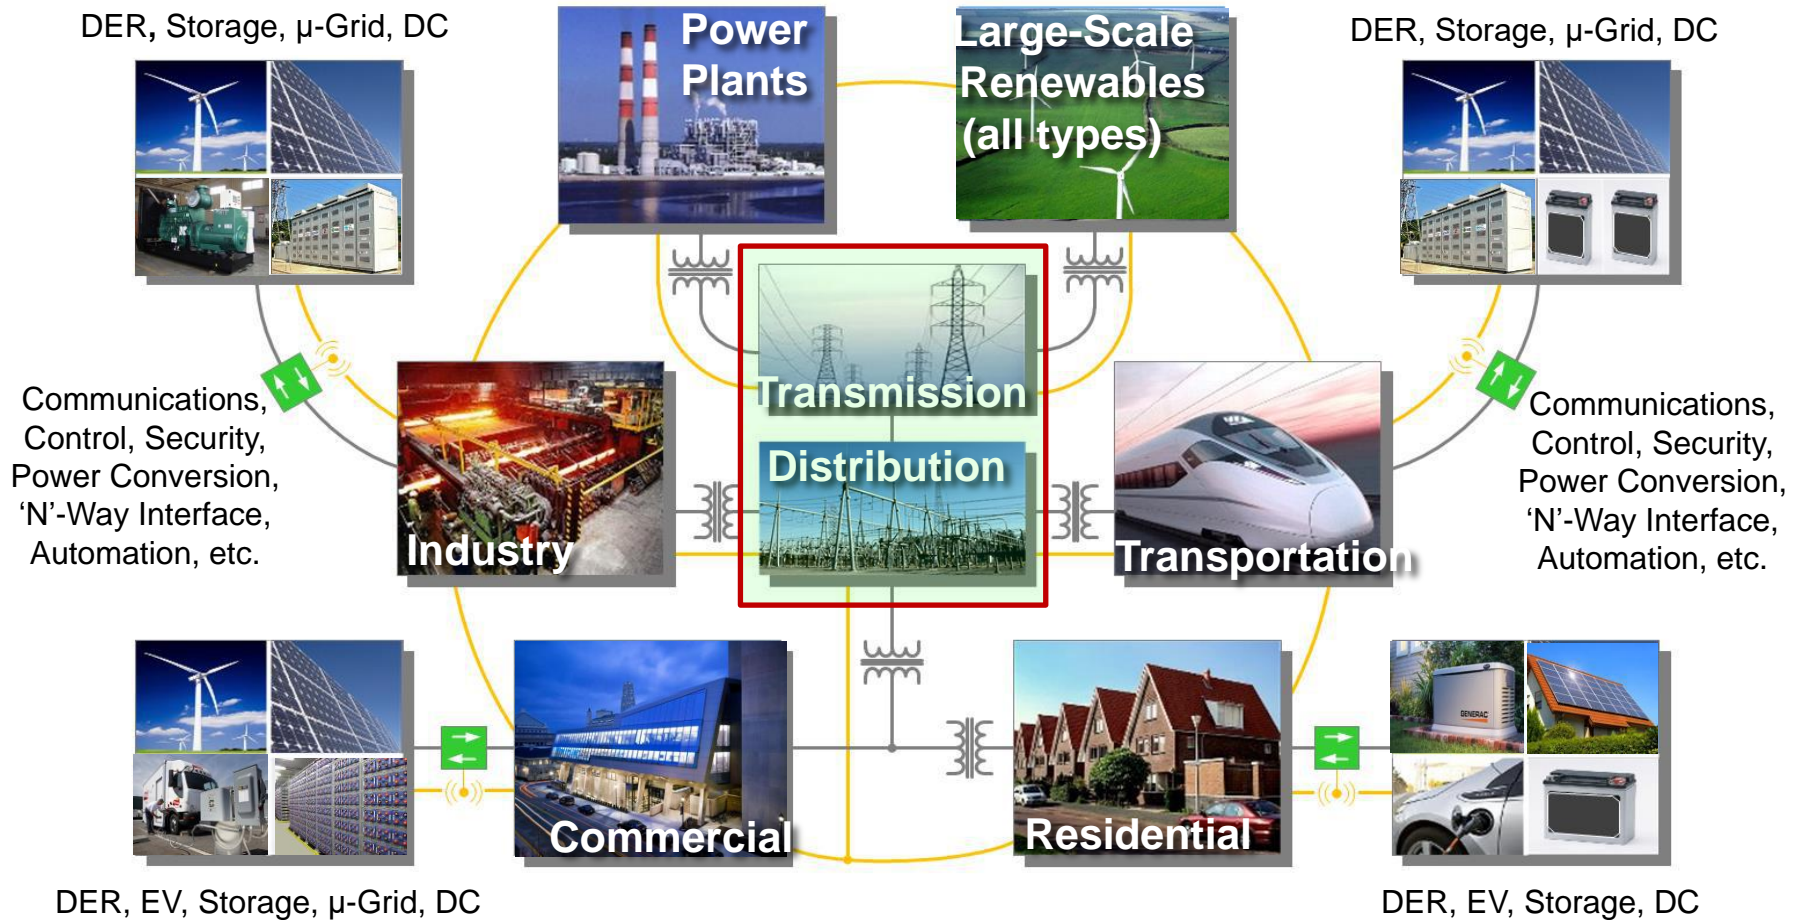 DER, Storage, µ-Grid, DC
Power
Plants
Large-Scale
Renewables
(all types)
DER, Storage, µ-Grid, DC
Communications,
Control, Security,
Power Conversion,
‘N’-Way Interface,
Automation, etc.
Industry
Transmission
Distribution
Transportation
Communications,
Control, Security,
Power Conversion,
‘N’-Way Interface,
Automation, etc.
Commercial
Residential
GENERAC
DER, EV, Storage, µ-Grid, DC
DER, EV, Storage, DC